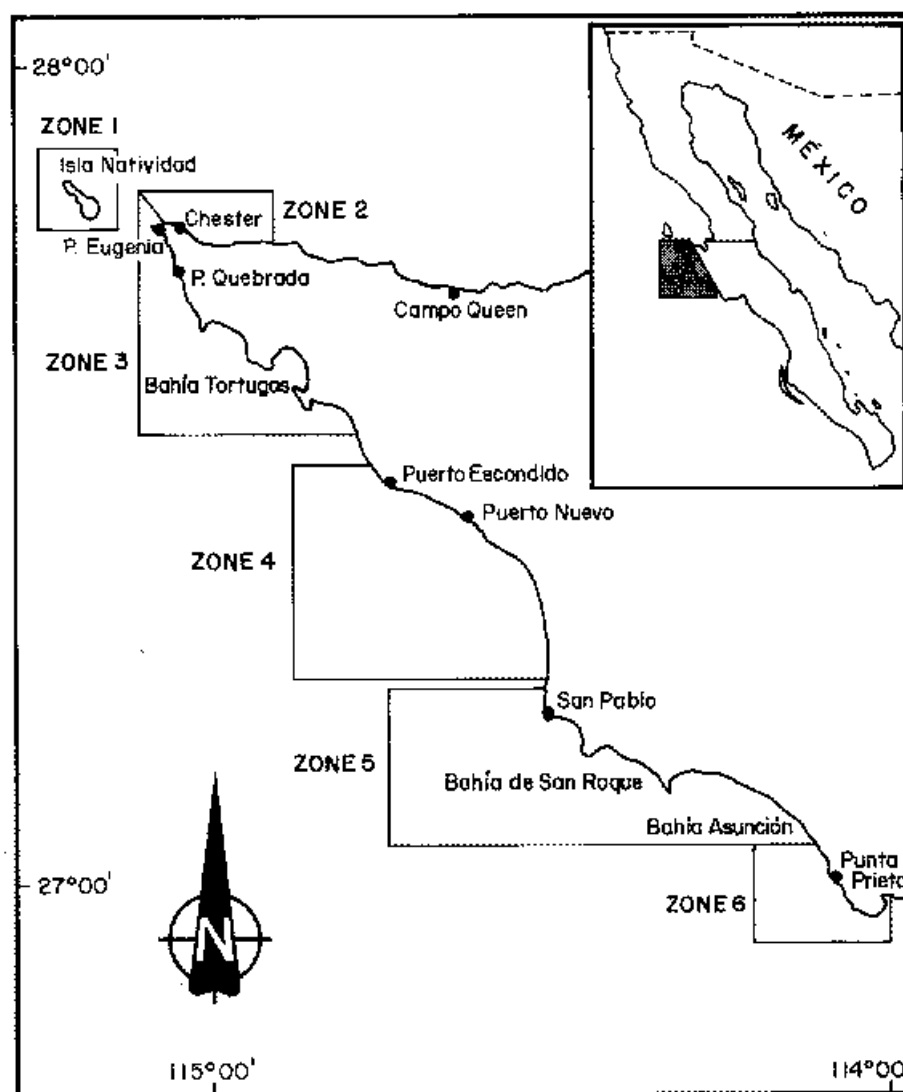 28°00'
ZONE 1
Isla Natividad
MÉXICO
Chester
ZONE 2
P. Eugenia
P. Quebrada
Campo Queen
ZONE 3
Bahía Tortugas
Puerto Escondido
Puerto Nuevo
ZONE 4
San Pablo
ZONE 5
Bahía de San Roque
Bahía Asunción
Punta
Prieta
27°00'
ZONE 6
N
115°00'
114°00'